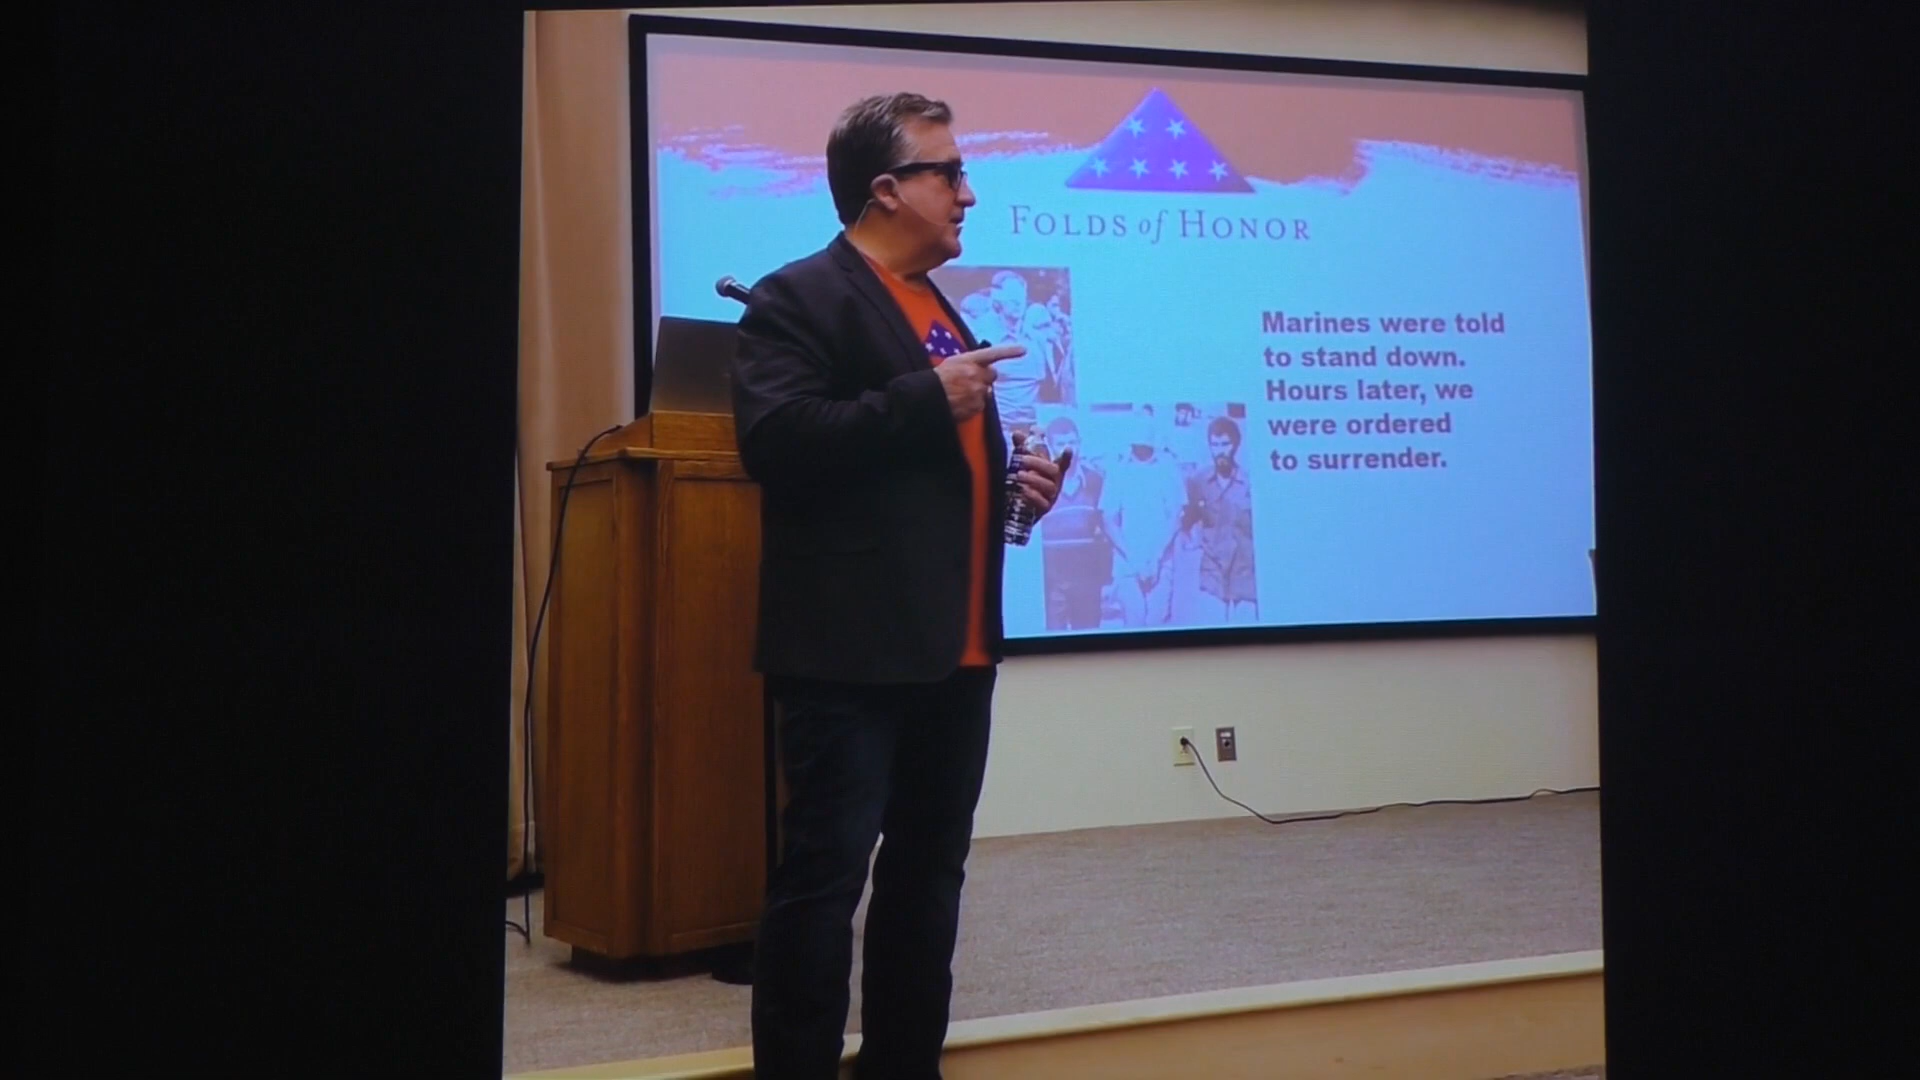 FOLDS of HONOR
Marines were told
to stand down.
Hours later, we
were ordered
to surrender.